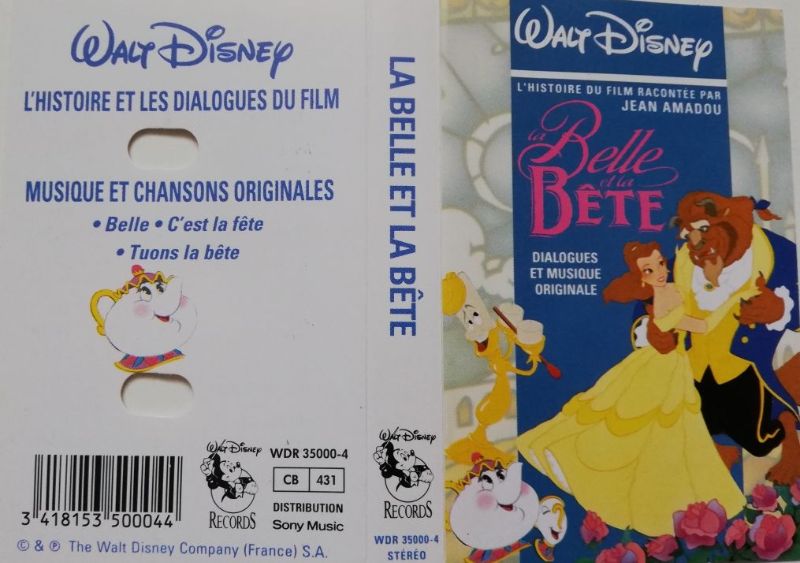 WALT DISNEY
L'HISTOIRE ET LES DIALOGUES DU FILM
MUSIQUE ET CHANSONS ORIGINALES
• Belle • C'est la fête
• Tuons la bête
3 418153 500044
WALT DISNEY
RECORDS
WDR 35000-4
CB 431
DISTRIBUTION
Sony Music
© & ℗ The Walt Disney Company (France) S.A.
LA BELLE ET LA BÊTE
WALT DISNEY
RECORDS
WDR 35000-4
STÉRÉO
WALT DISNEY
L'HISTOIRE DU FILM RACONTÉE PAR
JEAN AMADOU
la Belle
et la
BÊTE
DIALOGUES
ET MUSIQUE
ORIGINALE